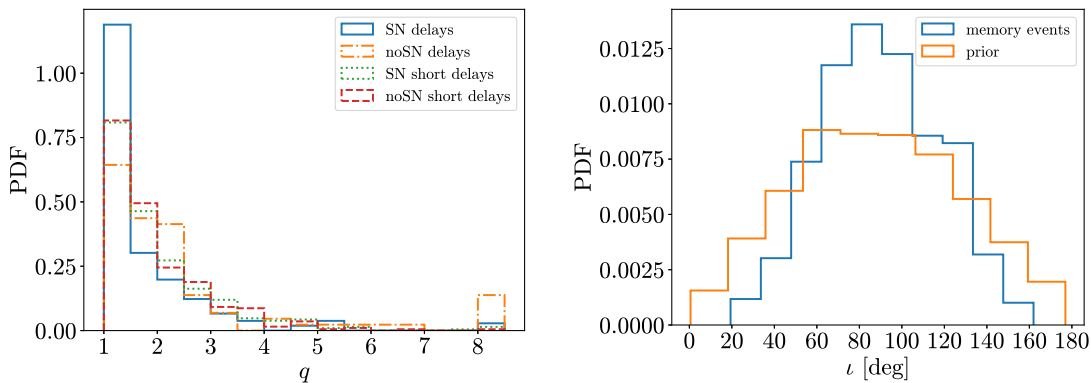 PDF
1.00
0.75
0.50
0.25
0.00
SN delays
noSN delays
SN short delays
noSN short delays
1 2 3 4 5 6 7 8
q
PDF
0.0125
0.0100
0.0075
0.0050
0.0025
0.0000
memory events
prior
0 20 40 60 80 100 120 140 160 180
ι [deg]